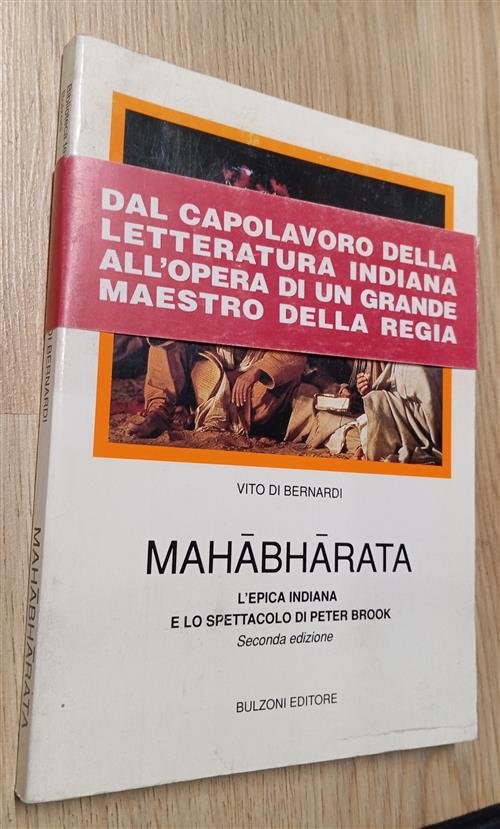 DAL CAPOLAVORO DELLA
LETTERATURA INDIANA
ALL'OPERA DI UN GRANDE
MAESTRO DELLA REGIA
VITO DI BERNARDI
MAHĀBHĀRATA
L'EPICA INDIANA
E LO SPETTACOLO DI PETER BROOK
Seconda edizione
BULZONI EDITORE
DI BERNARDI
MAHĀBHĀRATA